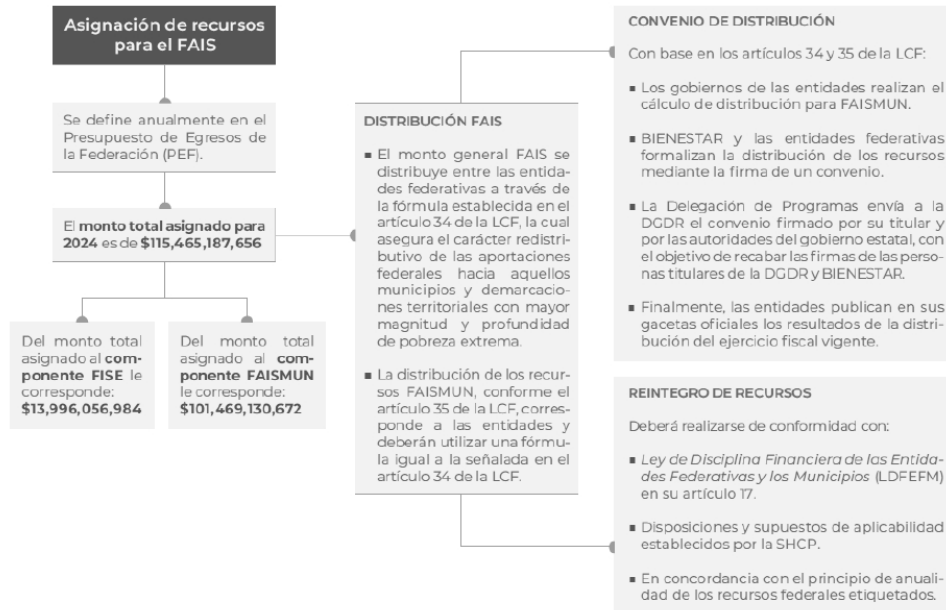 Asignación de recursos
para el FAIS
Se define anualmente en el
Presupuesto de Egresos de
la Federación (PEF).
El monto total asignado para
2024 es de $115,465,187,656
Del monto total
asignado al com-
ponente FISE le
corresponde:
$13,996,056,984
Del monto total
asignado al com-
ponente FAISMUN
le corresponde:
$101,469,130,672
DISTRIBUCIÓN FAIS
▪ El monto general FAIS se
distribuye entre las entida-
des federativas a través de
la fórmula establecida en el
artículo 34 de la LCF, la cual
asegura el carácter redistri-
butivo de las aportaciones
federales hacia aquellos
municipios y demarcacio-
nes territoriales con mayor
magnitud y profundidad
de pobreza extrema.
▪ La distribución de los recur-
sos FAISMUN, conforme el
artículo 35 de la LCF, corres-
ponde a las entidades y
deberán utilizar una fórmu-
la igual a la señalada en el
artículo 34 de la LCF.
CONVENIO DE DISTRIBUCIÓN
Con base en los artículos 34 y 35 de la LCF:
▪ Los gobiernos de las entidades realizan el
cálculo de distribución para FAISMUN.
▪ BIENESTAR y las entidades federativas
formalizan la distribución de los recursos
mediante la firma de un convenio.
▪ La Delegación de Programas envía a la
DGDR el convenio firmado por su titular y
por las autoridades del gobierno estatal, con
el objetivo de recabar las firmas de las perso-
nas titulares de la DGDR y BIENESTAR.
▪ Finalmente, las entidades publican en sus
gacetas oficiales los resultados de la distri-
bución del ejercicio fiscal vigente.
REINTEGRO DE RECURSOS
Deberá realizarse de conformidad con:
▪ Ley de Disciplina Financiera de las Entida-
des Federativas y los Municipios (LDFEFM)
en su artículo 17.
▪ Disposiciones y supuestos de aplicabilidad
establecidos por la SHCP.
▪ En concordancia con el principio de anuali-
dad de los recursos federales etiquetados.